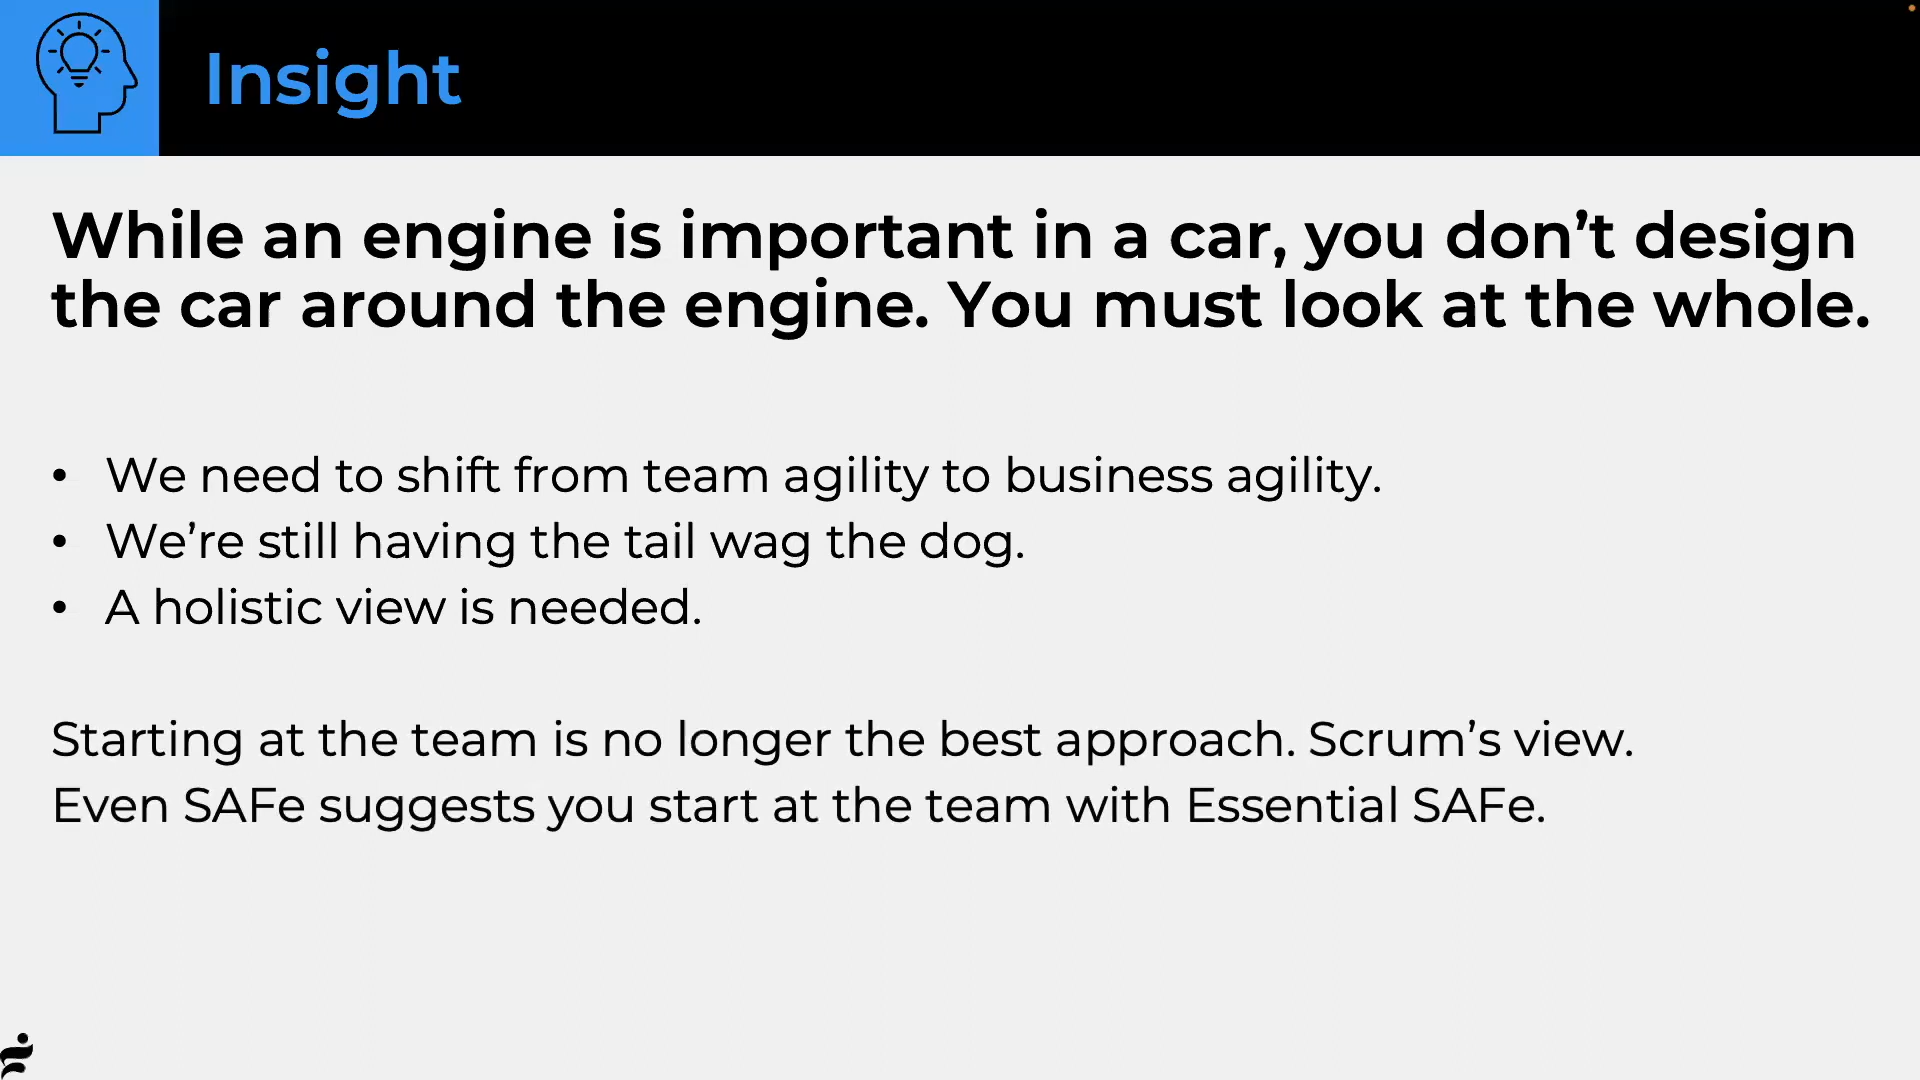 Insight
While an engine is important in a car, you don’t design
the car around the engine. You must look at the whole.
• We need to shift from team agility to business agility.
• We’re still having the tail wag the dog.
• A holistic view is needed.
Starting at the team is no longer the best approach. Scrum’s view.
Even SAFe suggests you start at the team with Essential SAFe.